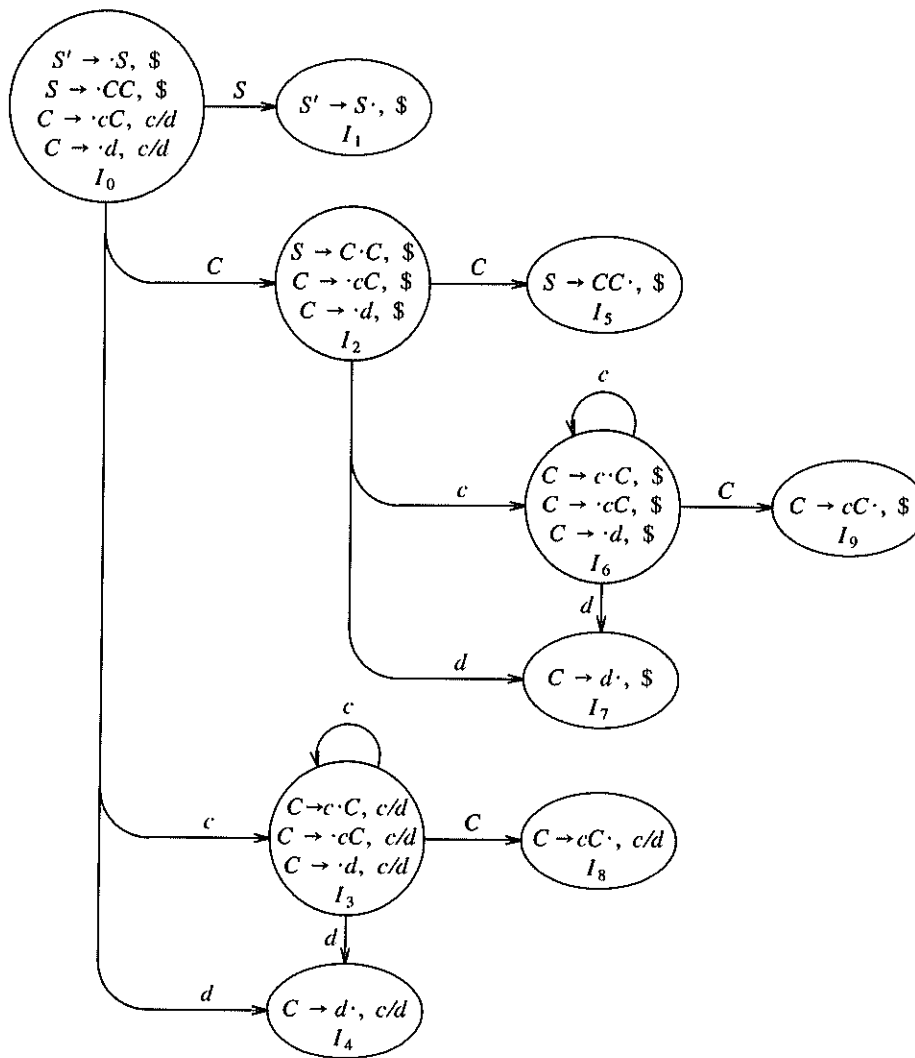 S' → ·S, $
S → ·CC, $
C → ·cC, c/d
C → ·d, c/d
I₀
S
S' → S·, $
I₁
C
S → C·C, $
C → ·cC, $
C → ·d, $
I₂
C
S → CC·, $
I₅
c
c
C → c·C, $
C → ·cC, $
C → ·d, $
I₆
C
C → cC·, $
I₉
d
d
C → d·, $
I₇
c
c
C→c·C, c/d
C → ·cC, c/d
C → ·d, c/d
I₃
C
C → cC·, c/d
I₈
d
d
C → d·, c/d
I₄